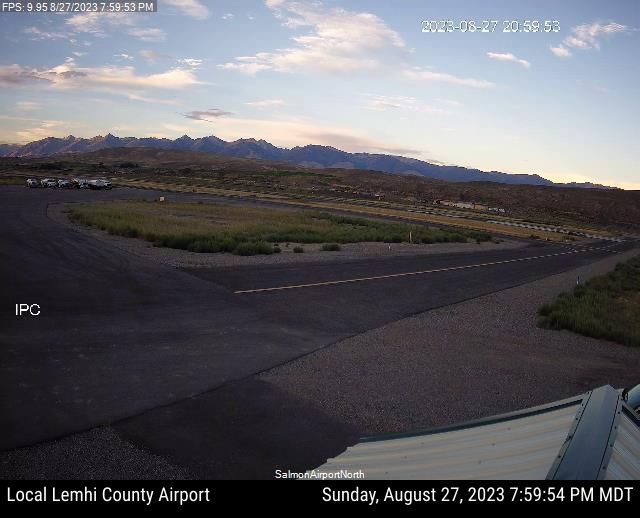 FPS: 9.95 8/27/2023 7:59:53 PM
2023-08-27 20:59:53
IPC
SalmonAirportNorth
Local Lemhi County Airport Sunday, August 27, 2023 7:59:54 PM MDT